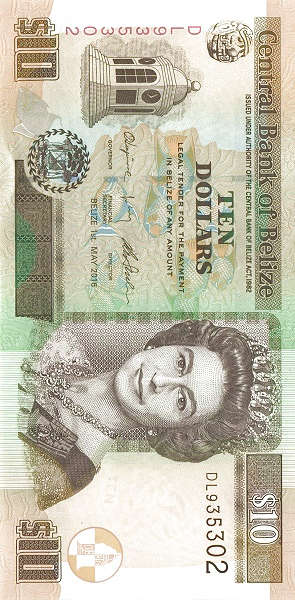 Central Bank of Belize
ISSUED UNDER AUTHORITY OF THE CENTRAL BANK OF BELIZE ACT, 1982
$10
TEN
DOLLARS
LEGAL TENDER FOR THE PAYMENT
IN BELIZE OF ANY AMOUNT
GOVERNOR
DIRECTOR
BELIZE 1st MAY 2016
DL935302
$10
$10
DL935302